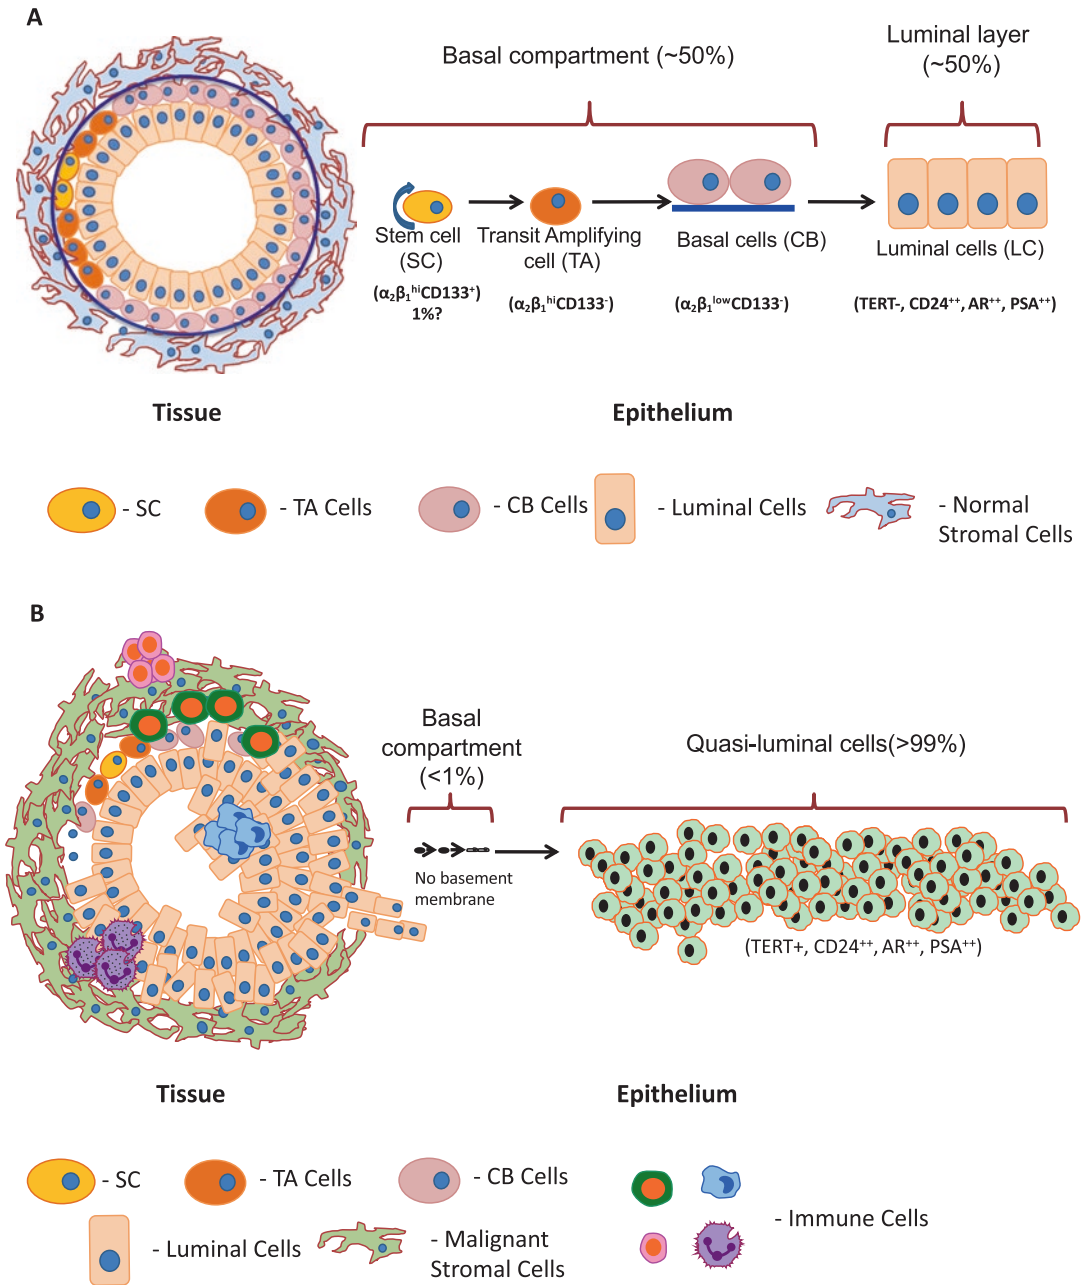 A
Basal compartment (~50%)
Luminal layer
(~50%)
Stem cell
(SC)
Transit Amplifying
cell (TA)
Basal cells (CB)
Luminal cells (LC)
(α₂β₁ʰⁱCD133⁺)
1%?
(α₂β₁ʰⁱCD133⁻)
(α₂β₁ˡᵒʷCD133⁻)
(TERT-, CD24⁺⁺, AR⁺⁺, PSA⁺⁺)
Tissue
Epithelium
- SC
- TA Cells
- CB Cells
- Luminal Cells
- Normal
Stromal Cells
B
Basal
compartment
(<1%)
Quasi-luminal cells(>99%)
No basement
membrane
(TERT+, CD24⁺⁺, AR⁺⁺, PSA⁺⁺)
Tissue
Epithelium
- SC
- TA Cells
- CB Cells
- Luminal Cells
- Malignant
Stromal Cells
- Immune Cells